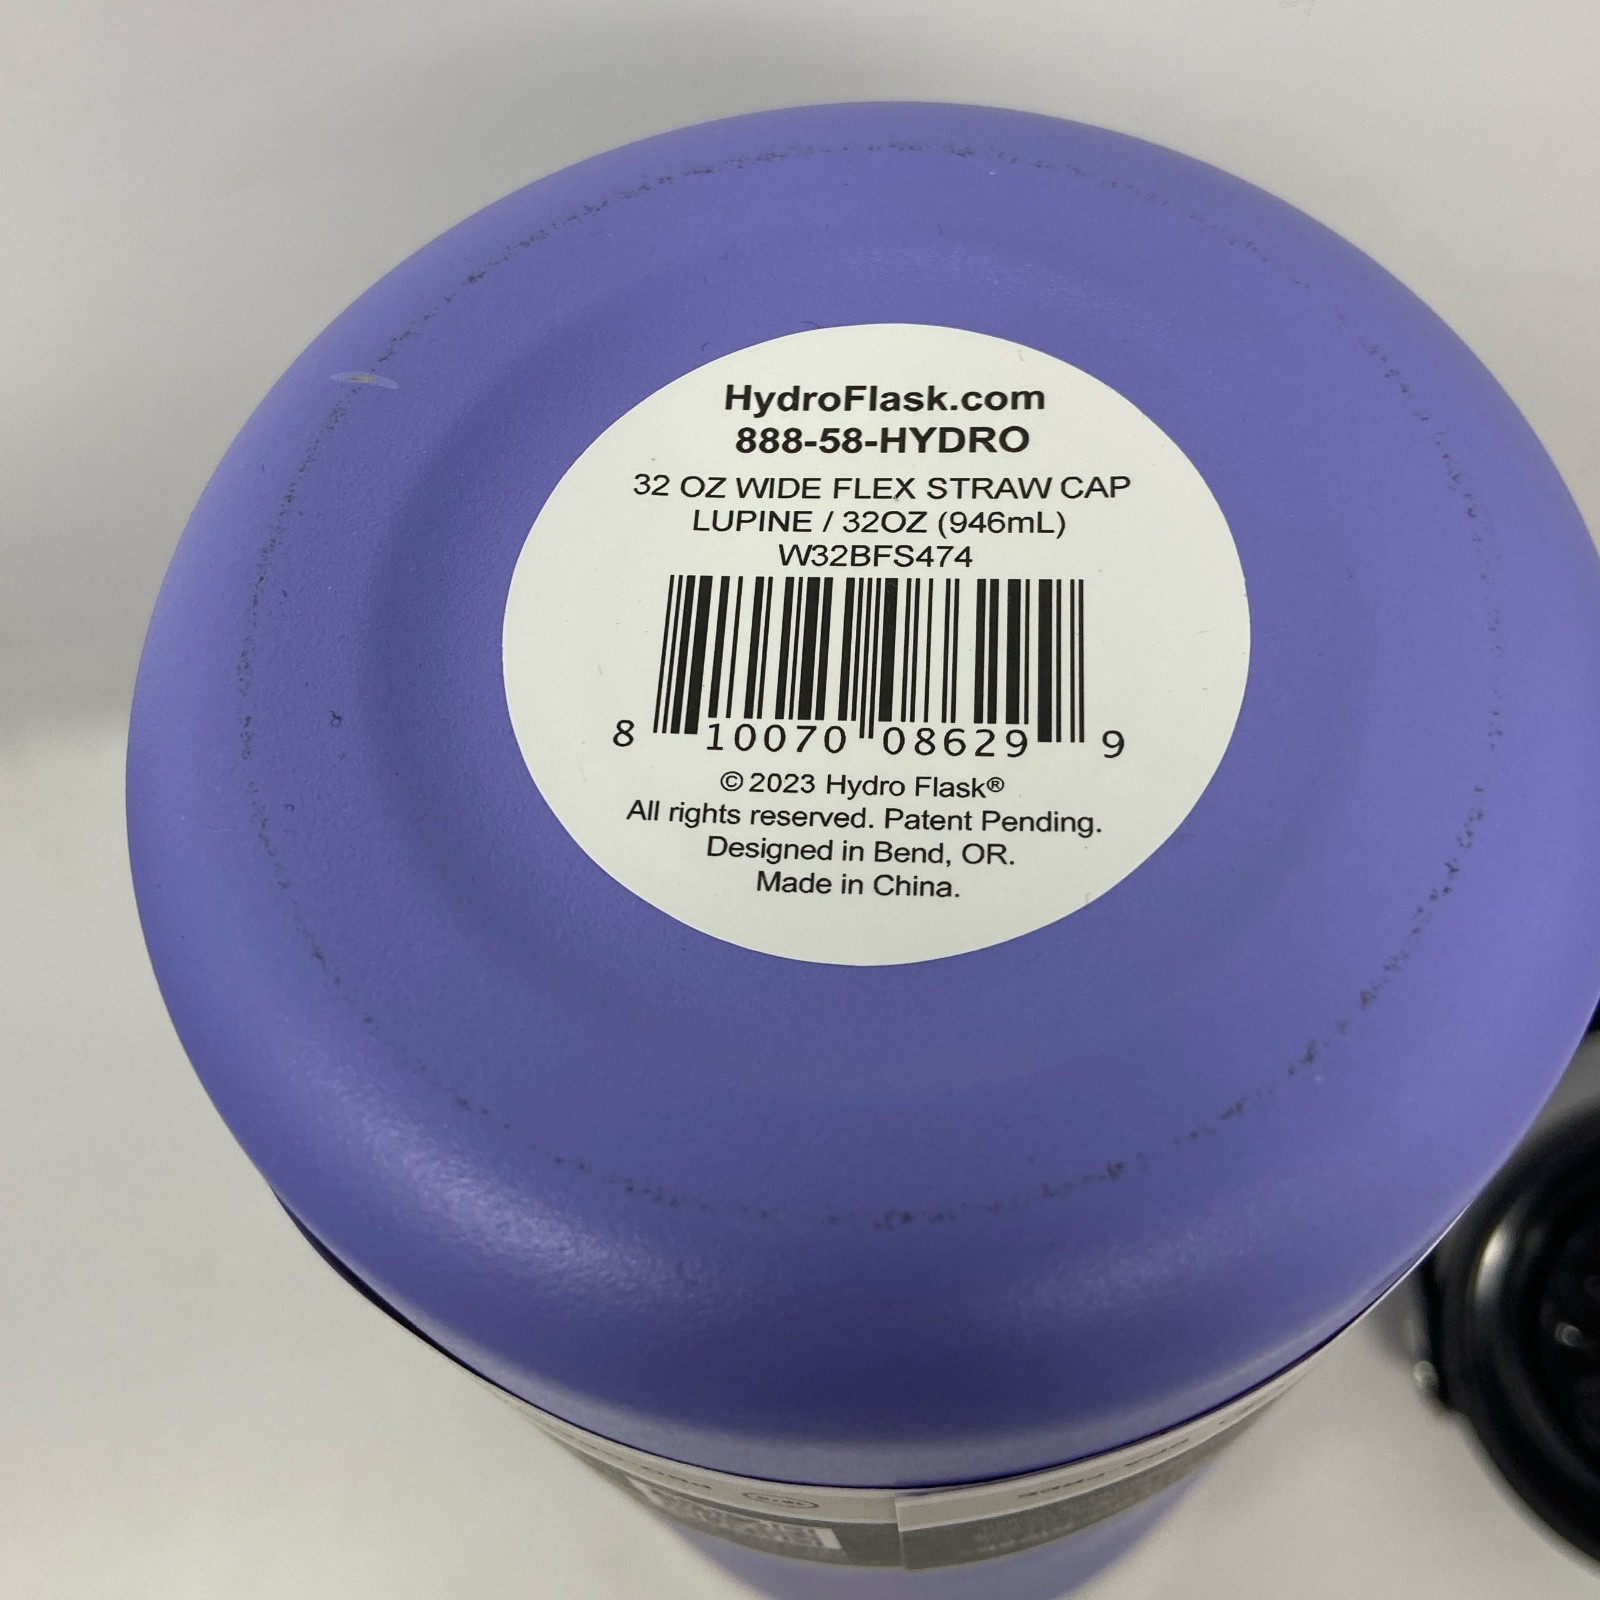 HydroFlask.com
888-58-HYDRO
32 OZ WIDE FLEX STRAW CAP
LUPINE / 32OZ (946mL)
W32BFS474
8 10070 08629 9
© 2023 Hydro Flask®
All rights reserved. Patent Pending.
Designed in Bend, OR.
Made in China.